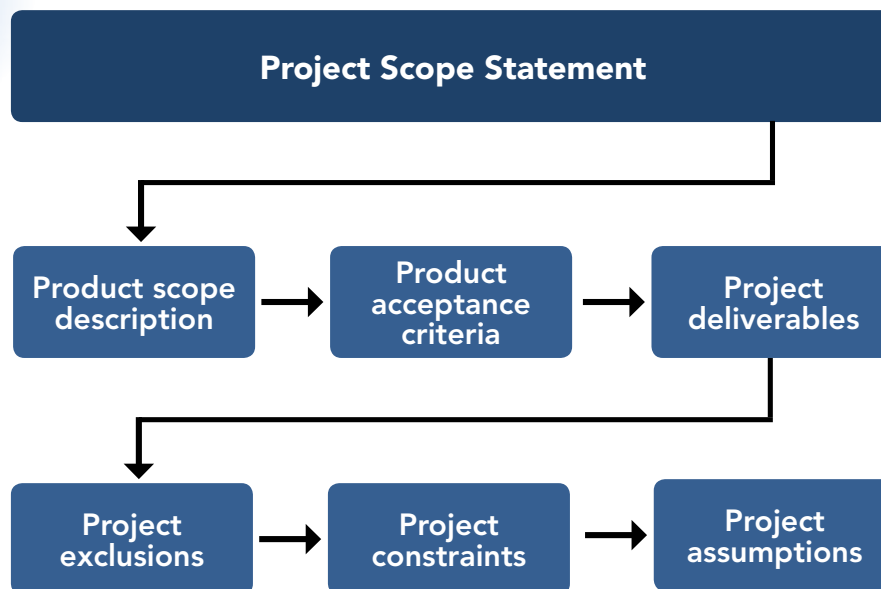 Project Scope Statement
Product scope
description
Product
acceptance
criteria
Project
deliverables
Project
exclusions
Project
constraints
Project
assumptions